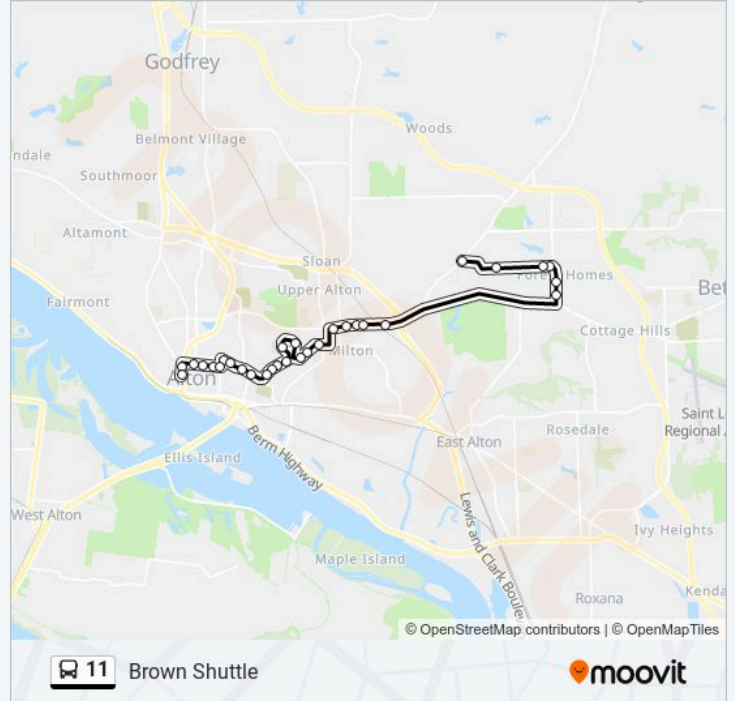 Godfrey
Woods
Belmont Village
ndale
Southmoor
Altamont
Sloan
Upper Alton
Homes
Bet
Fairmont
Cottage Hills
Milton
Alton
Saint L
Regional
Rosedale
East Alton
Berm Highway
Ellis Island
Lewis and Clark Boule
West Alton
Ivy Heights
Maple Island
Kenda
Roxana
© OpenStreetMap contributors | © OpenMapTiles
11 Brown Shuttle
moovit